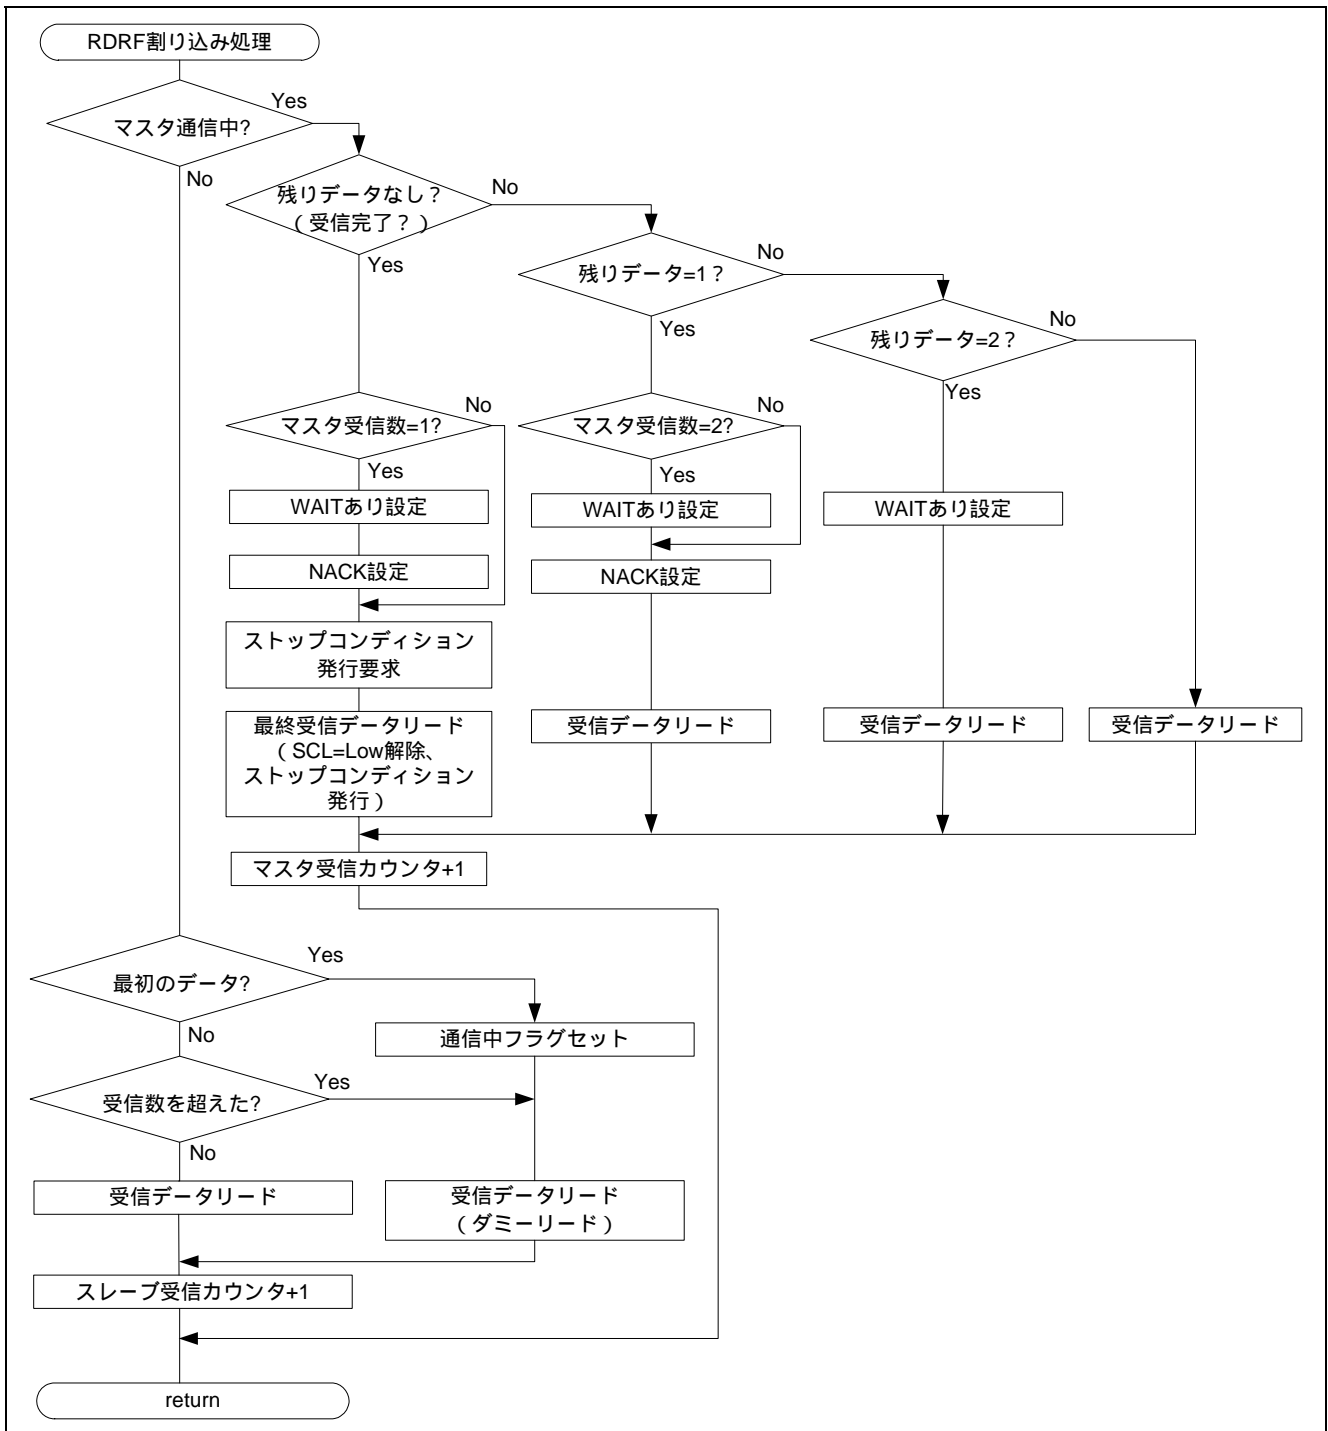 RDRF割り込み処理
マスタ通信中?
Yes
No
残りデータなし？
（受信完了？）
No
Yes
残りデータ=1？
No
Yes
残りデータ=2？
No
Yes
マスタ受信数=1?
No
Yes
マスタ受信数=2?
No
Yes
WAITあり設定
WAITあり設定
WAITあり設定
NACK設定
NACK設定
ストップコンディション
発行要求
最終受信データリード
（SCL=Low解除、
ストップコンディション
発行）
受信データリード
受信データリード
受信データリード
マスタ受信カウンタ+1
最初のデータ?
Yes
No
通信中フラグセット
受信数を超えた?
Yes
No
受信データリード
受信データリード
（ダミーリード）
スレーブ受信カウンタ+1
return